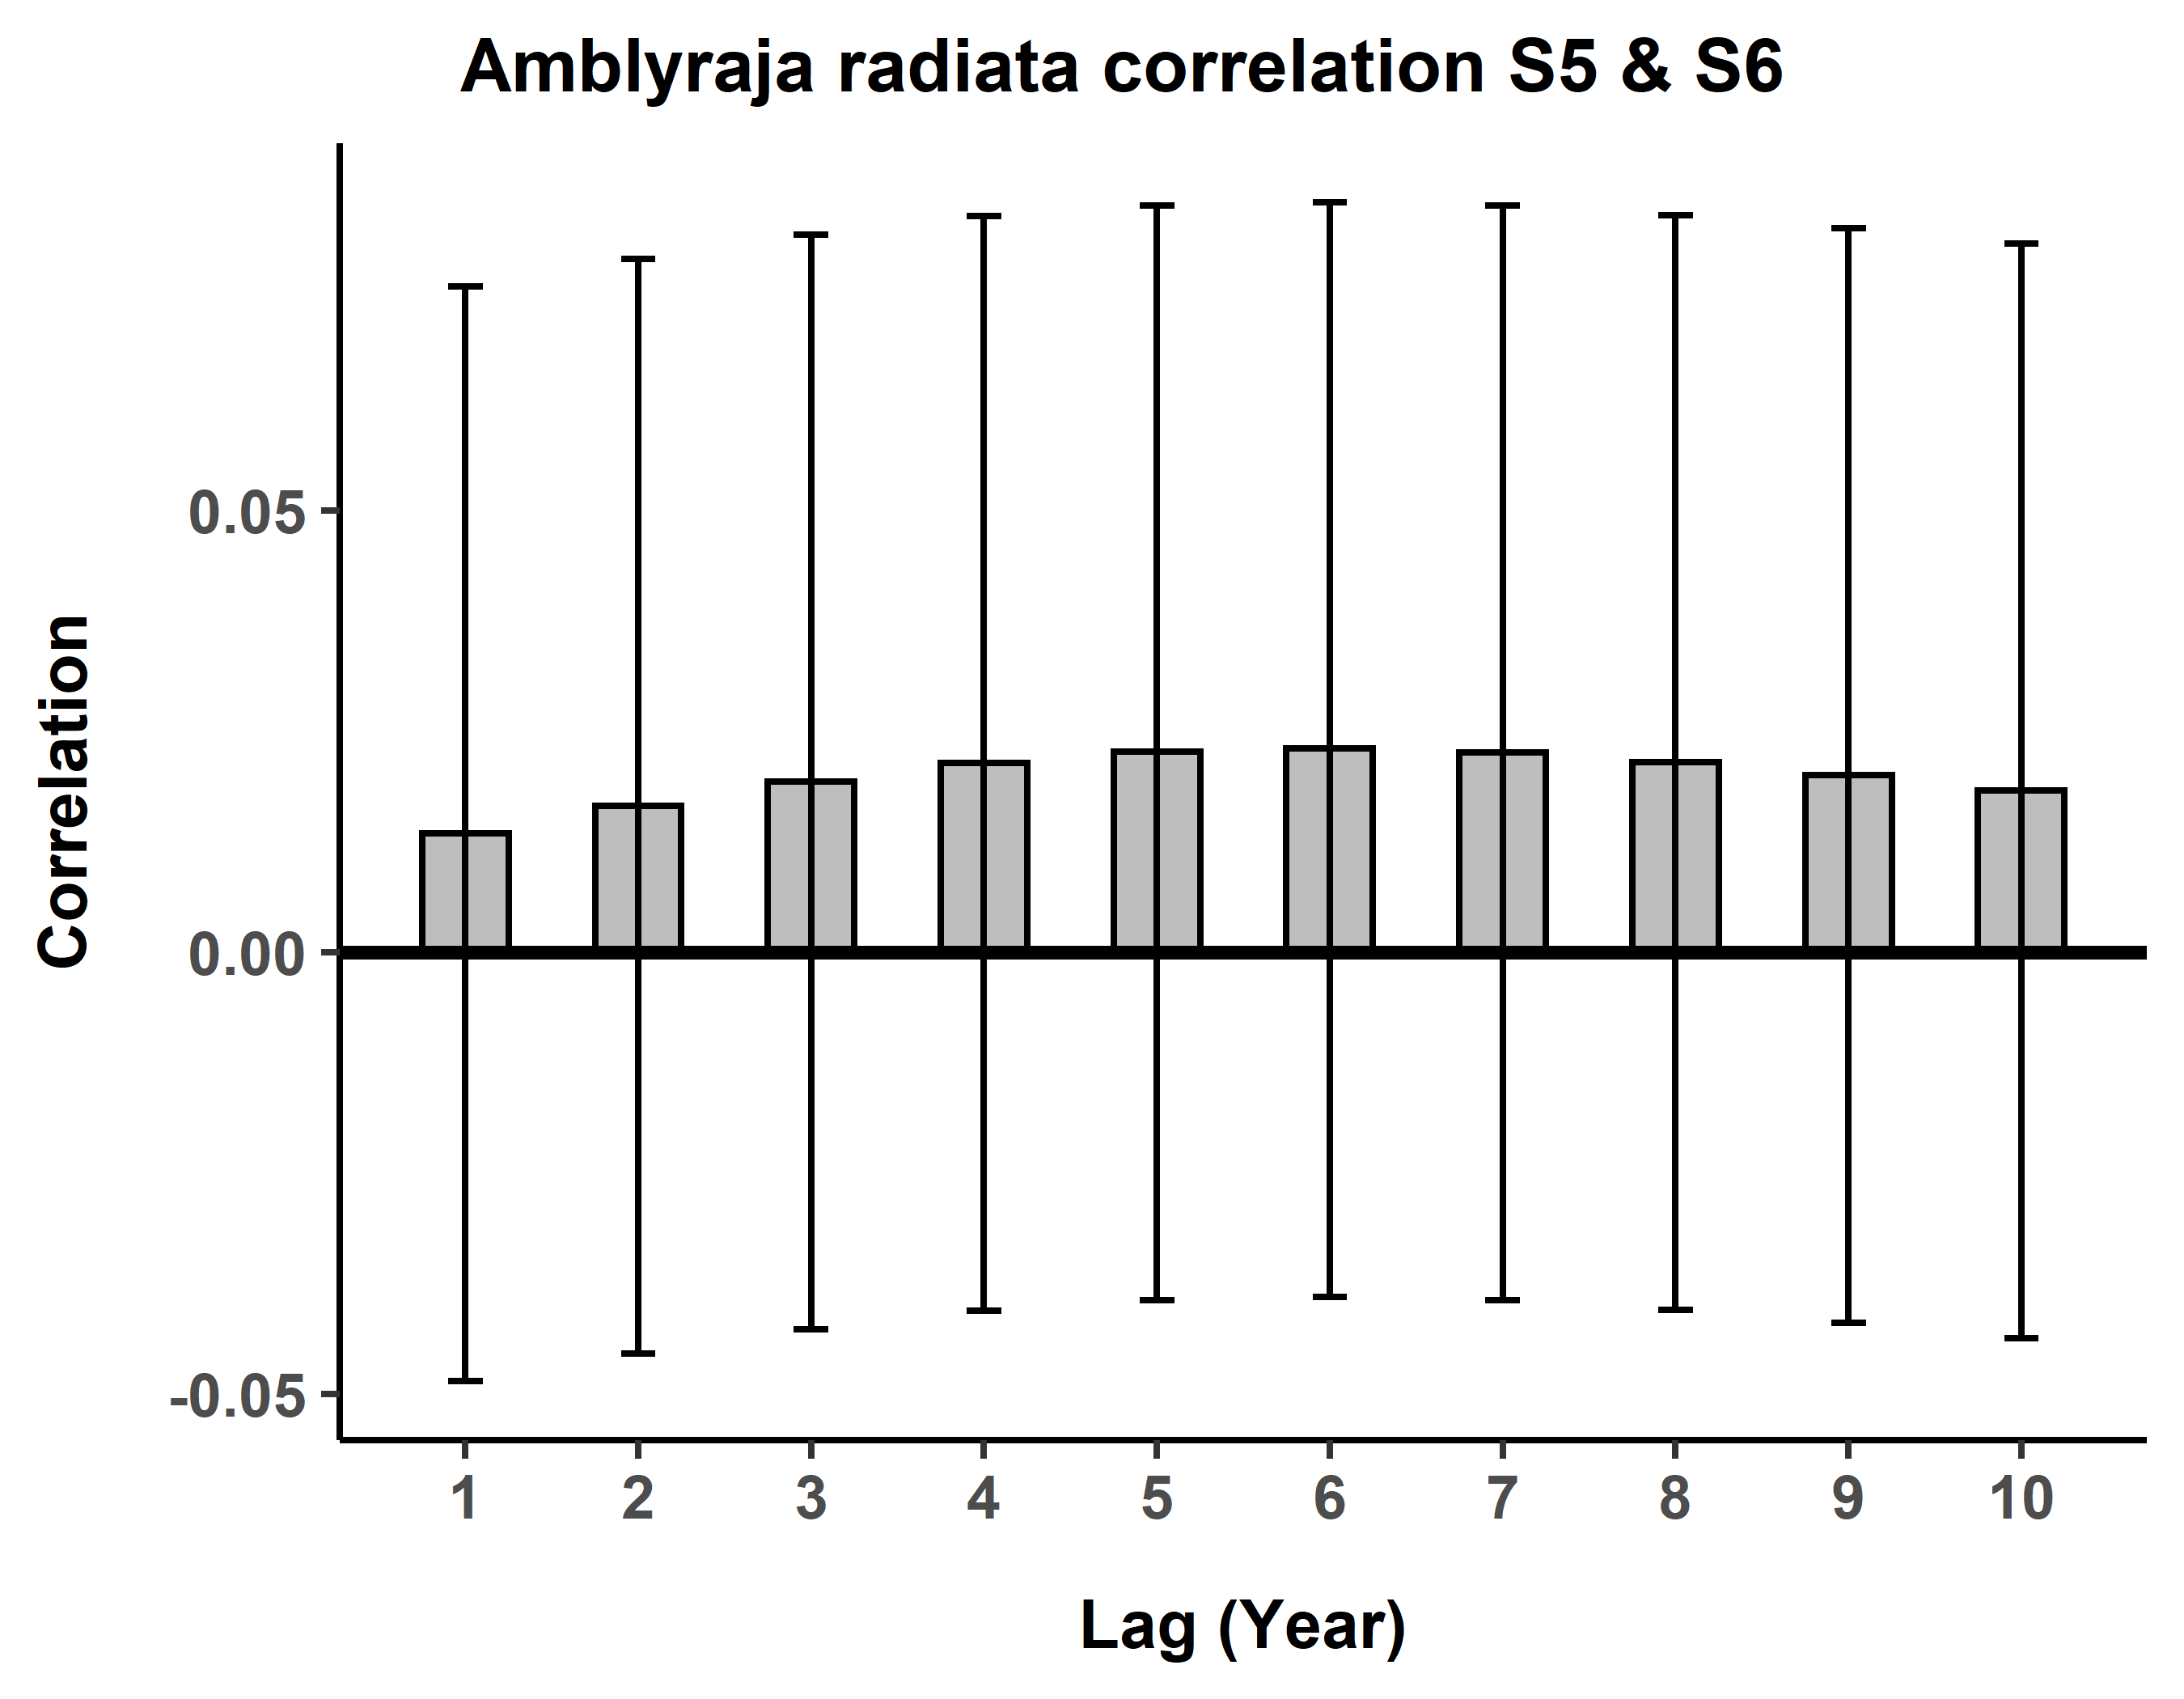 Amblyraja radiata correlation S5 & S6
Correlation
0.05
0.00
-0.05
1 2 3 4 5 6 7 8 9 10
Lag (Year)